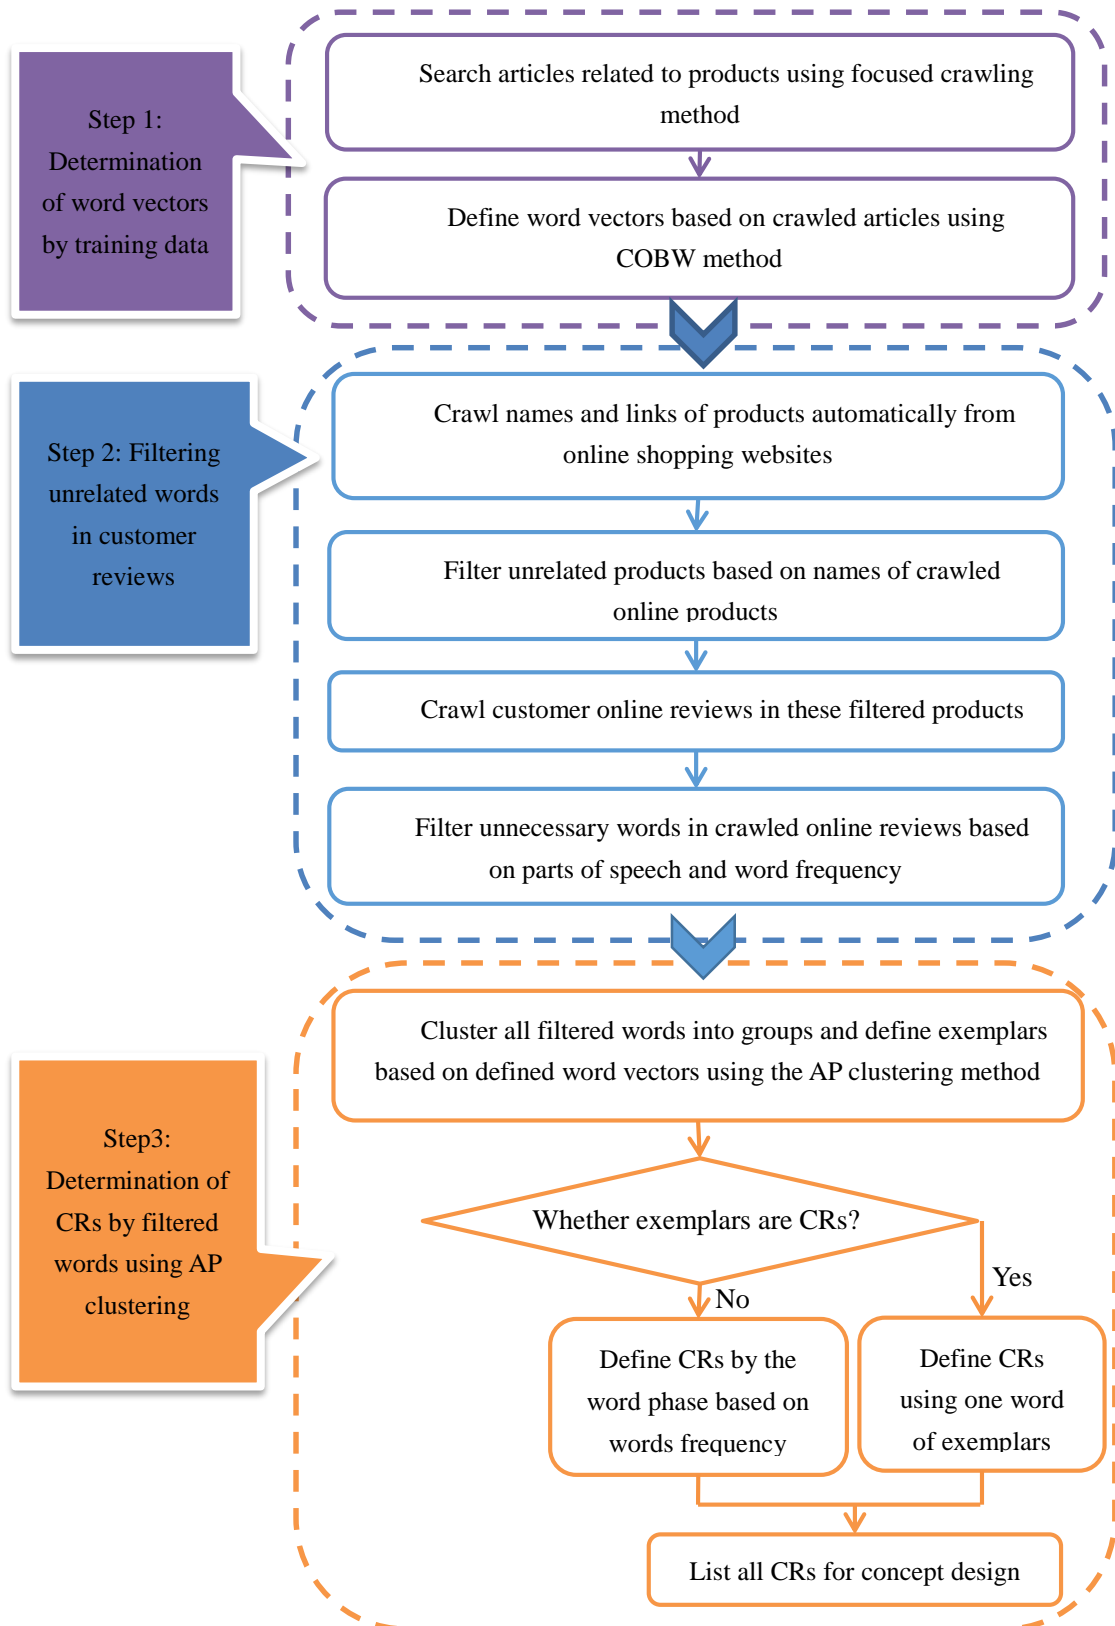 Step 1:
Determination
of word vectors
by training data
Search articles related to products using focused crawling
method
Define word vectors based on crawled articles using
COBW method
Step 2: Filtering
unrelated words
in customer
reviews
Crawl names and links of products automatically from
online shopping websites
Filter unrelated products based on names of crawled
online products
Crawl customer online reviews in these filtered products
Filter unnecessary words in crawled online reviews based
on parts of speech and word frequency
Step3:
Determination of
CRs by filtered
words using AP
clustering
Cluster all filtered words into groups and define exemplars
based on defined word vectors using the AP clustering method
Whether exemplars are CRs?
No
Yes
Define CRs by the
word phase based on
words frequency
Define CRs
using one word
of exemplars
List all CRs for concept design